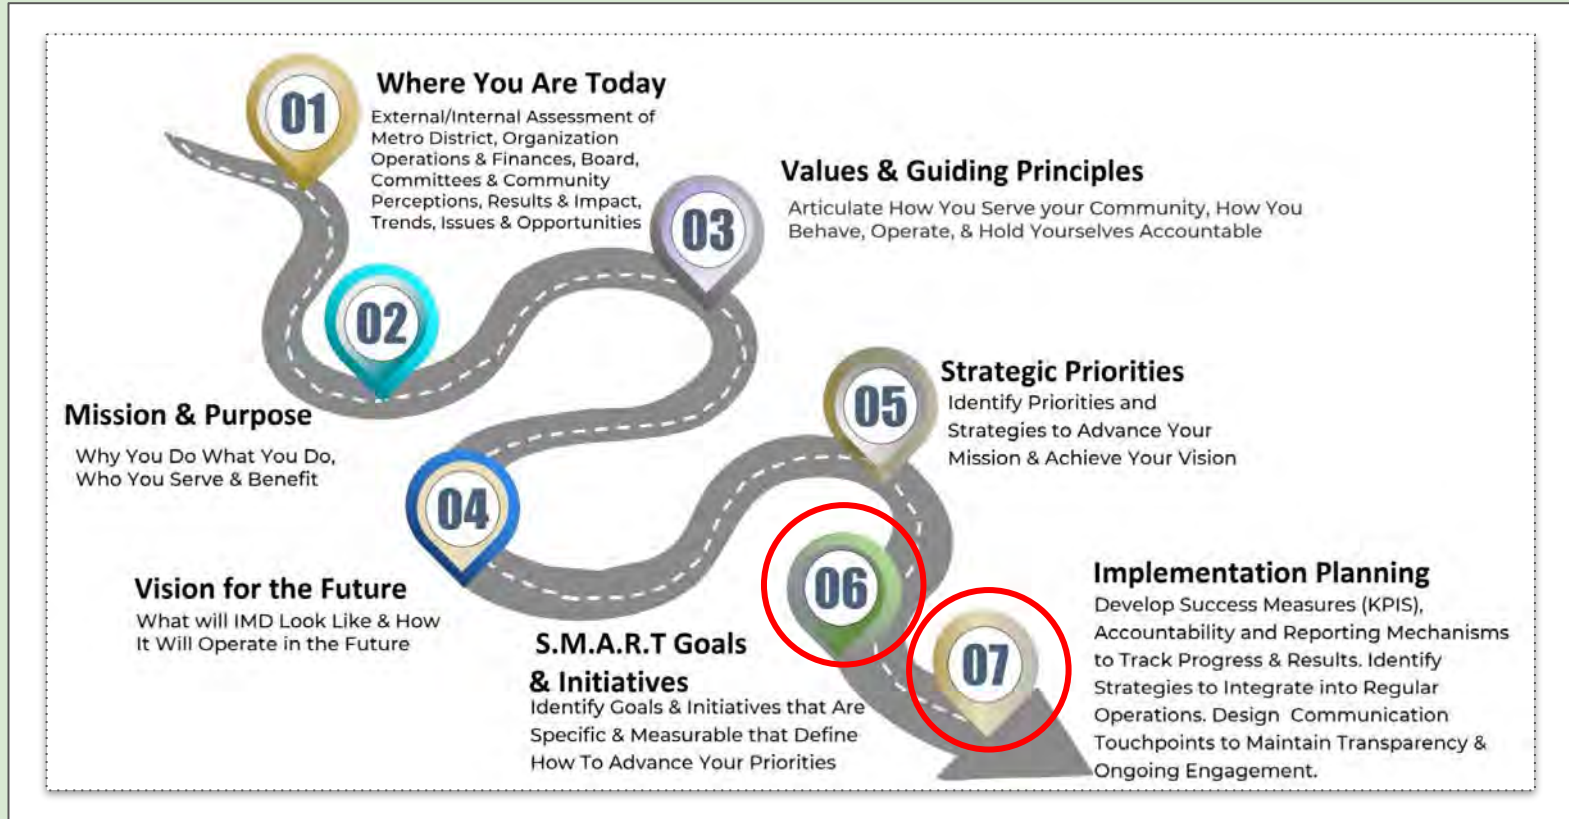 01
Where You Are Today
External/Internal Assessment of
Metro District, Organization
Operations & Finances, Board,
Committees & Community
Perceptions, Results & Impact,
Trends, Issues & Opportunities
02
Mission & Purpose
Why You Do What You Do,
Who You Serve & Benefit
03
Values & Guiding Principles
Articulate How You Serve your Community, How You
Behave, Operate, & Hold Yourselves Accountable
04
Vision for the Future
What will IMD Look Like & How
It Will Operate in the Future
05
Strategic Priorities
Identify Priorities and
Strategies to Advance Your
Mission & Achieve Your Vision
06
S.M.A.R.T Goals
& Initiatives
Identify Goals & Initiatives that Are
Specific & Measurable that Define
How To Advance Your Priorities
07
Implementation Planning
Develop Success Measures (KPIS),
Accountability and Reporting Mechanisms
to Track Progress & Results. Identify
Strategies to Integrate into Regular
Operations. Design Communication
Touchpoints to Maintain Transparency &
Ongoing Engagement.